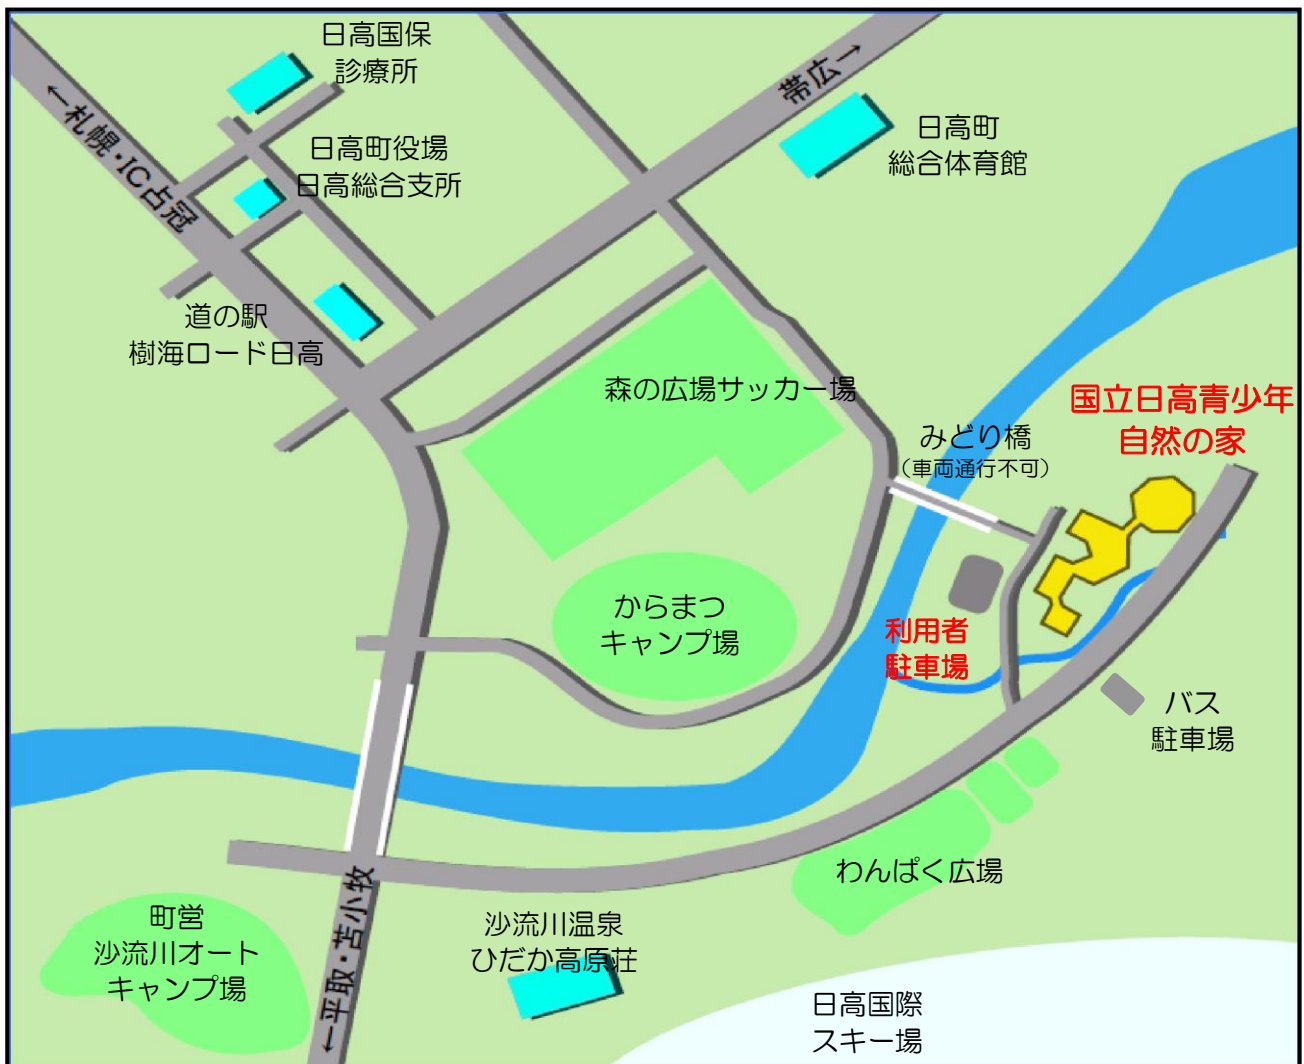 日高国保
診療所
←札幌・IC占冠
日高町役場
日高総合支所
帯広→
日高町
総合体育館
道の駅
樹海ロード日高
森の広場サッカー場
みどり橋
（車両通行不可）
国立日高青少年
自然の家
からまつ
キャンプ場
利用者
駐車場
バス
駐車場
わんぱく広場
町営
沙流川オート
キャンプ場
←平取・苫小牧
沙流川温泉
ひだか高原荘
日高国際
スキー場